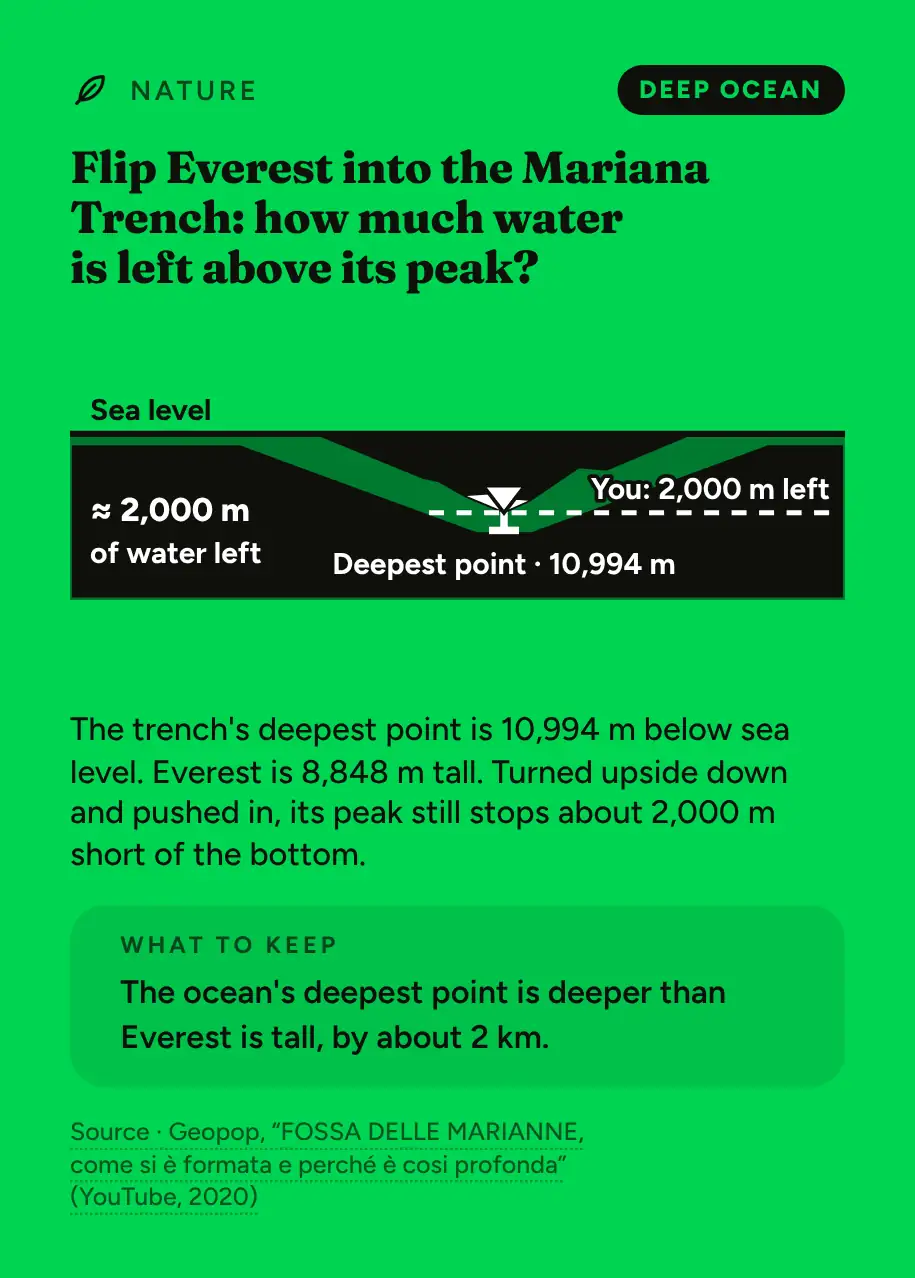 NATURE
DEEP OCEAN
Flip Everest into the Mariana
Trench: how much water
is left above its peak?
Sea level
You: 2,000 m left
≈ 2,000 m
of water left
Deepest point · 10,994 m
The trench's deepest point is 10,994 m below sea
level. Everest is 8,848 m tall. Turned upside down
and pushed in, its peak still stops about 2,000 m
short of the bottom.
WHAT TO KEEP
The ocean's deepest point is deeper than
Everest is tall, by about 2 km.
Source · Geopop, “FOSSA DELLE MARIANNE,
come si è formata e perché è cosi profonda”
(YouTube, 2020)